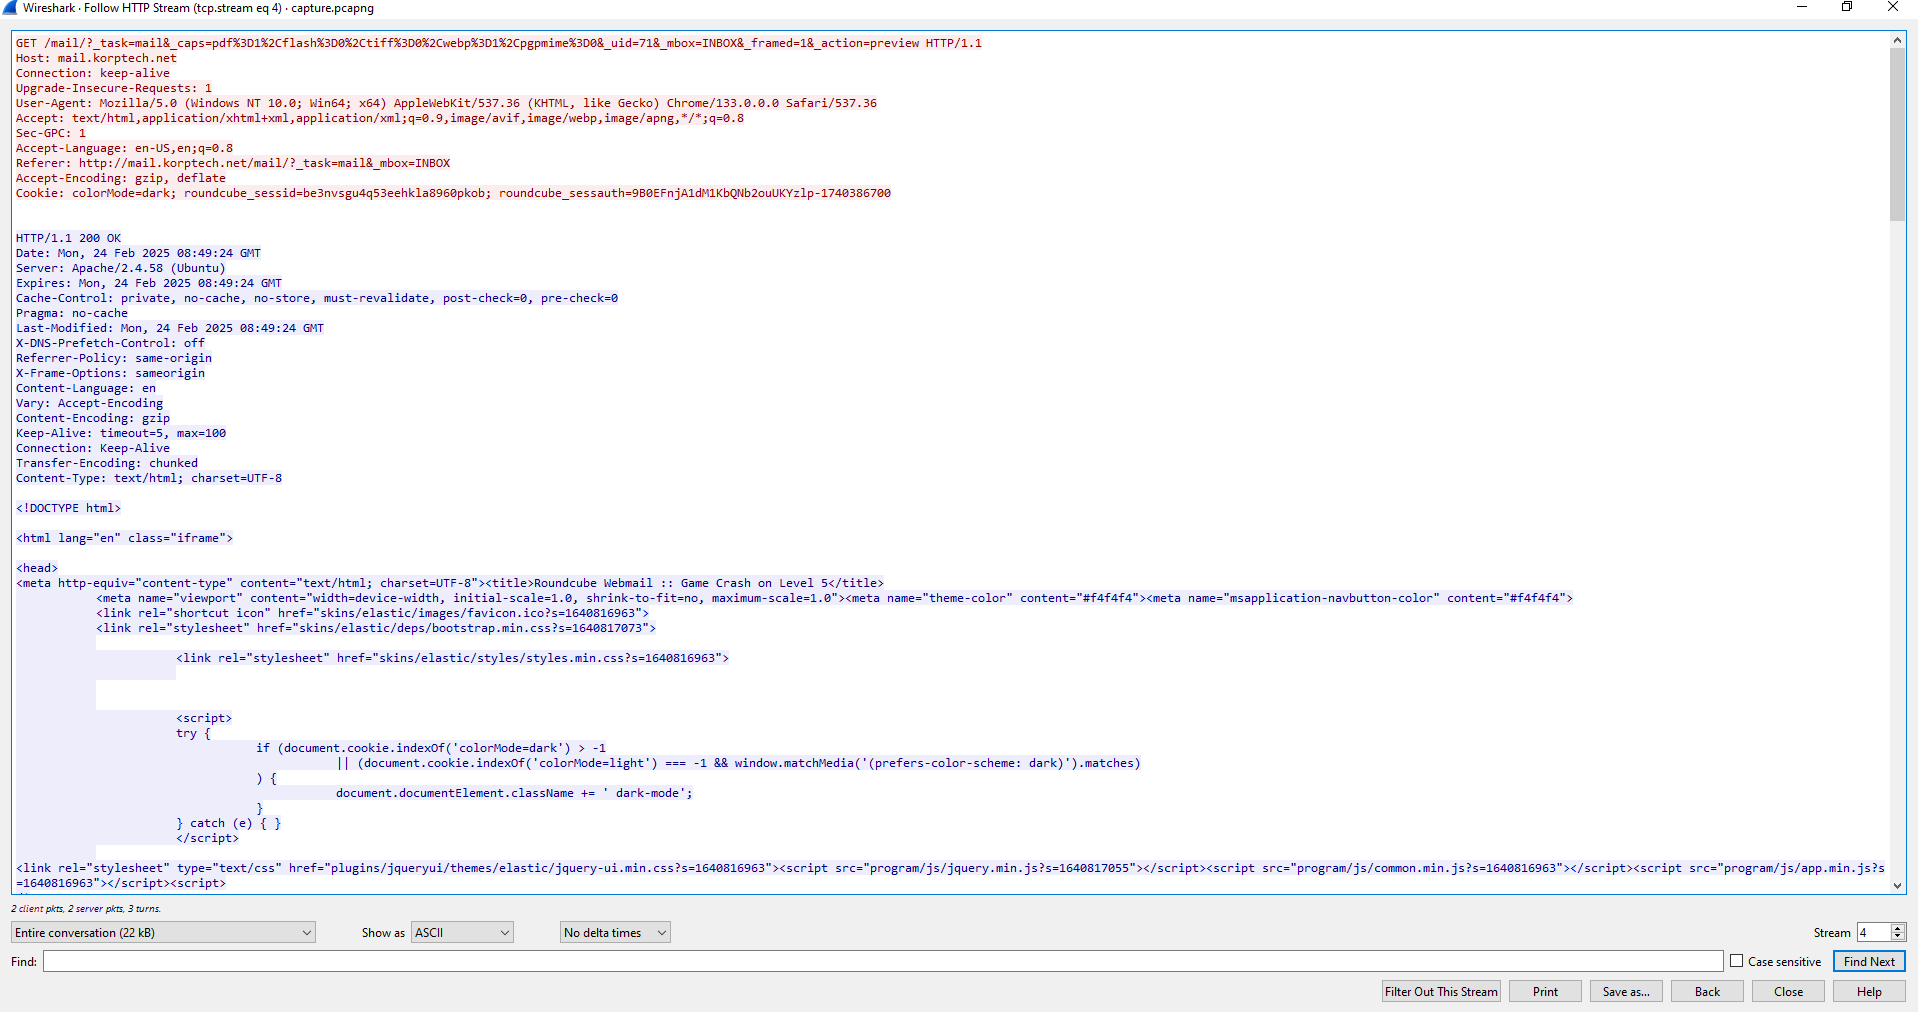 Wireshark · Follow HTTP Stream (tcp.stream eq 4) · capture.pcapng
GET /mail/?_task=mail&_caps=pdf%3D1%2Cflash%3D0%2Ctiff%3D0%2Cwebp%3D1%2Cpgpmime%3D0&_uid=71&_mbox=INBOX&_framed=1&_action=preview HTTP/1.1
Host: mail.korptech.net
Connection: keep-alive
Upgrade-Insecure-Requests: 1
User-Agent: Mozilla/5.0 (Windows NT 10.0; Win64; x64) AppleWebKit/537.36 (KHTML, like Gecko) Chrome/133.0.0.0 Safari/537.36
Accept: text/html,application/xhtml+xml,application/xml;q=0.9,image/avif,image/webp,image/apng,*/*;q=0.8
Sec-GPC: 1
Accept-Language: en-US,en;q=0.8
Referer: http://mail.korptech.net/mail/?_task=mail&_mbox=INBOX
Accept-Encoding: gzip, deflate
Cookie: colorMode=dark; roundcube_sessid=be3nvsgu4q53eehkla8960pkob; roundcube_sessauth=9B0EFnjA1dM1KbQNb2ouUKYzlp-1740386700
HTTP/1.1 200 OK
Date: Mon, 24 Feb 2025 08:49:24 GMT
Server: Apache/2.4.58 (Ubuntu)
Expires: Mon, 24 Feb 2025 08:49:24 GMT
Cache-Control: private, no-cache, no-store, must-revalidate, post-check=0, pre-check=0
Pragma: no-cache
Last-Modified: Mon, 24 Feb 2025 08:49:24 GMT
X-DNS-Prefetch-Control: off
Referrer-Policy: same-origin
X-Frame-Options: sameorigin
Content-Language: en
Vary: Accept-Encoding
Content-Encoding: gzip
Keep-Alive: timeout=5, max=100
Connection: Keep-Alive
Transfer-Encoding: chunked
Content-Type: text/html; charset=UTF-8
<!DOCTYPE html>
<html lang="en" class="iframe">
<head>
<meta http-equiv="content-type" content="text/html; charset=UTF-8"><title>Roundcube Webmail :: Game Crash on Level 5</title>
<meta name="viewport" content="width=device-width, initial-scale=1.0, shrink-to-fit=no, maximum-scale=1.0"><meta name="theme-color" content="#f4f4f4"><meta name="msapplication-navbutton-color" content="#f4f4f4">
<link rel="shortcut icon" href="skins/elastic/images/favicon.ico?s=1640816963">
<link rel="stylesheet" href="skins/elastic/deps/bootstrap.min.css?s=1640817073">
<link rel="stylesheet" href="skins/elastic/styles/styles.min.css?s=1640816963">
<script>
try {
if (document.cookie.indexOf('colorMode=dark') > -1
|| (document.cookie.indexOf('colorMode=light') === -1 && window.matchMedia('(prefers-color-scheme: dark)').matches)
) {
document.documentElement.className += ' dark-mode';
}
} catch (e) { }
</script>
<link rel="stylesheet" type="text/css" href="plugins/jqueryui/themes/elastic/jquery-ui.min.css?s=1640816963"><script src="program/js/jquery.min.js?s=1640817055"></script><script src="program/js/common.min.js?s=1640816963"></script><script src="program/js/app.min.js?s
=1640816963"></script><script>
2 client pkts, 2 server pkts, 3 turns.
Entire conversation (22 kB)
Show as
ASCII
No delta times
Stream
4
Find:
Case sensitive
Find Next
Filter Out This Stream
Print
Save as...
Back
Close
Help